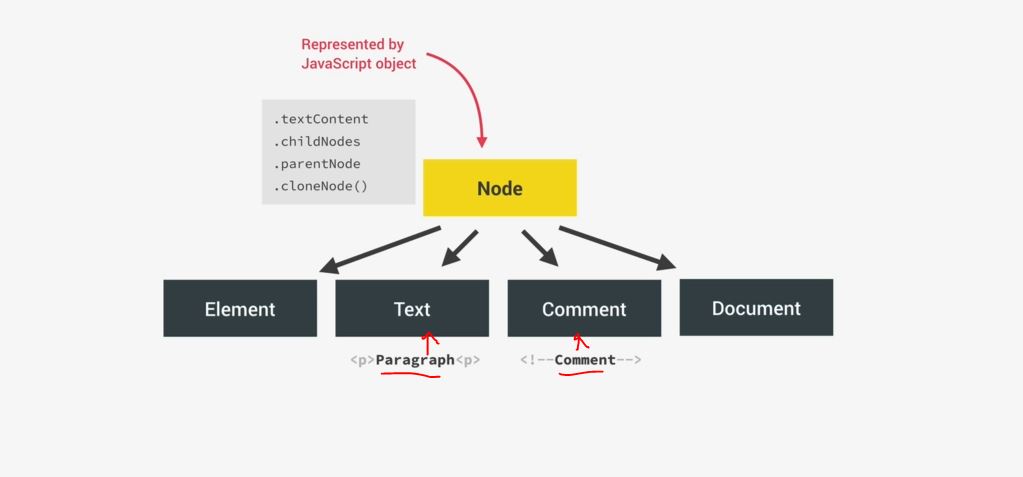 Represented by
JavaScript object
.textContent
.childNodes
.parentNode
.cloneNode()
Node
Element
Text
Comment
Document
<p>Paragraph<p>
<!--Comment-->